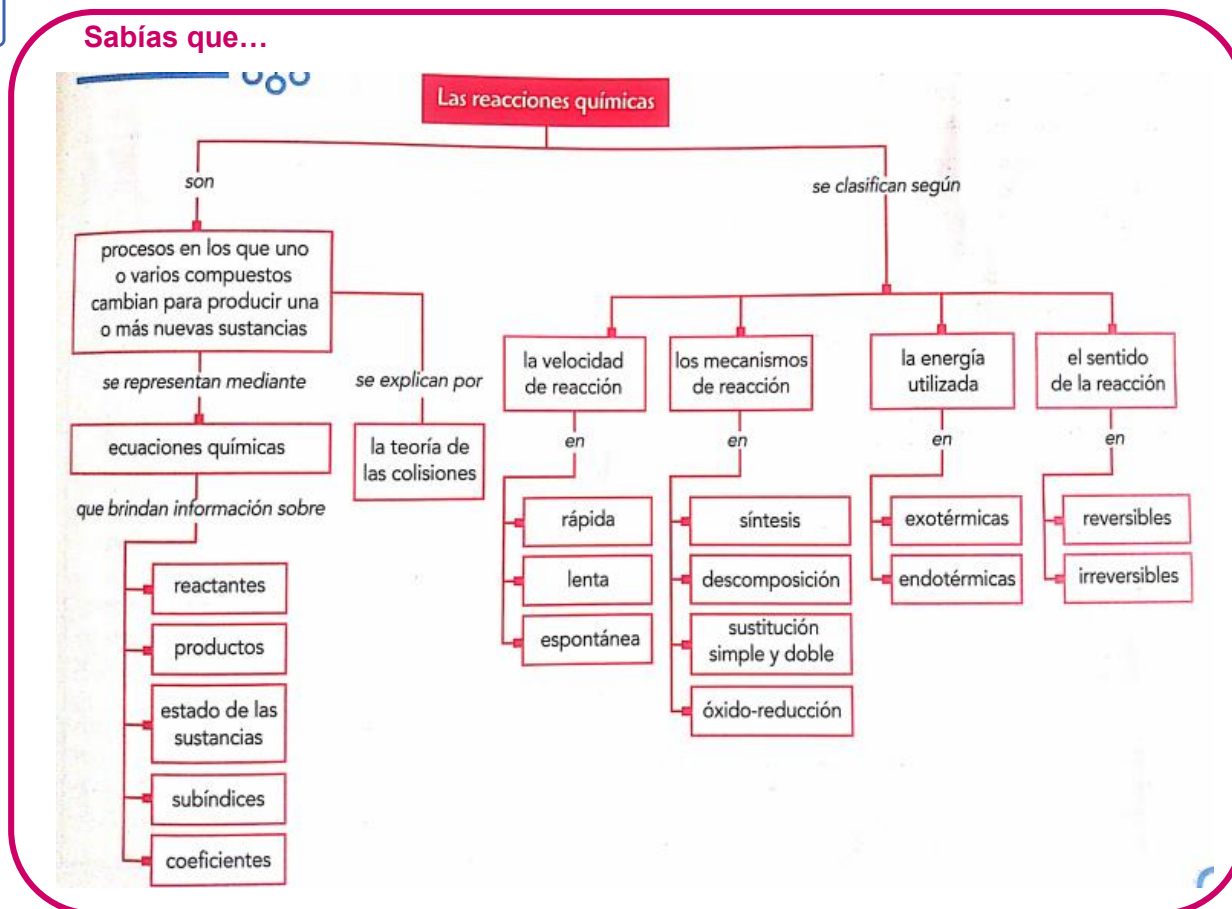 Sabías que…
Las reacciones químicas
son
procesos en los que uno
o varios compuestos
cambian para producir una
o más nuevas sustancias
se representan mediante
ecuaciones químicas
que brindan información sobre
reactantes
productos
estado de las
sustancias
subíndices
coeficientes
se explican por
la teoría de
las colisiones
se clasifican según
la velocidad
de reacción
en
rápida
lenta
espontánea
los mecanismos
de reacción
en
síntesis
descomposición
sustitución
simple y doble
óxido-reducción
la energía
utilizada
en
exotérmicas
endotérmicas
el sentido
de la reacción
en
reversibles
irreversibles